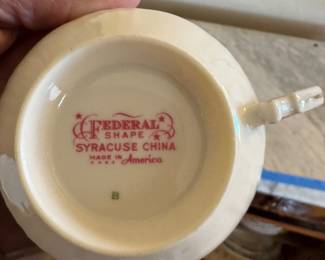 FEDERAL
SHAPE
SYRACUSE CHINA
MADE IN America
B